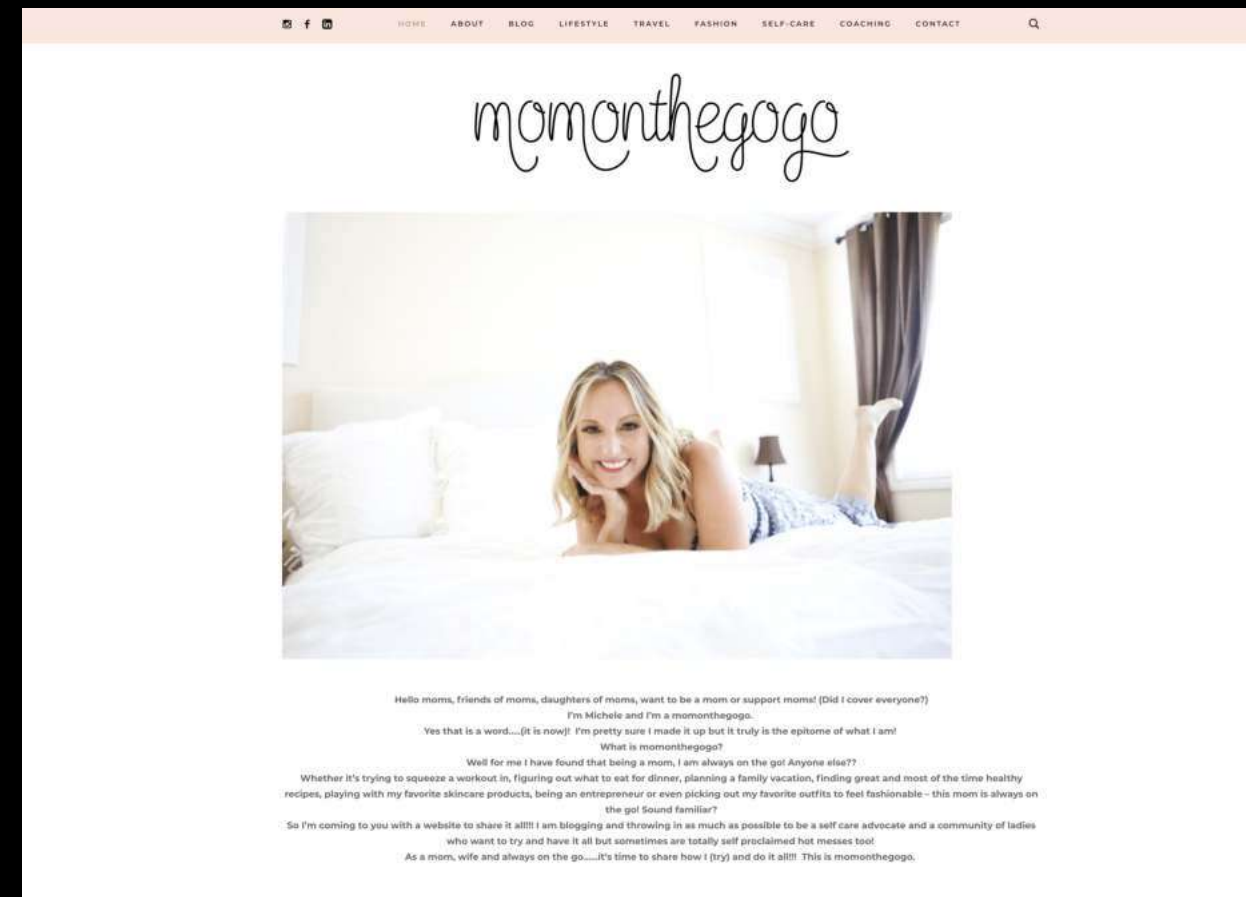 HOME ABOUT BLOG LIFESTYLE TRAVEL FASHION SELF-CARE COACHING CONTACT
momonthegogo
Hello moms, friends of moms, daughters of moms, want to be a mom or support moms! (Did I cover everyone?)
I'm Michele and I'm a momonthegogo.
Yes that is a word.....(it is now)! I'm pretty sure I made it up but it truly is the epitome of what I am!
What is momonthegogo?
Well for me I have found that being a mom, I am always on the go! Anyone else??
Whether it's trying to squeeze a workout in, figuring out what to eat for dinner, planning a family vacation, finding great and most of the time healthy
recipes, playing with my favorite skincare products, being an entrepreneur or even picking out my favorite outfits to feel fashionable – this mom is always on
the go! Sound familiar?
So I'm coming to you with a website to share it all!!! I am blogging and throwing in as much as possible to be a self care advocate and a community of ladies
who want to try and have it all but sometimes are totally self proclaimed hot messes too!
As a mom, wife and always on the go......it's time to share how I (try) and do it all!!! This is momonthegogo.